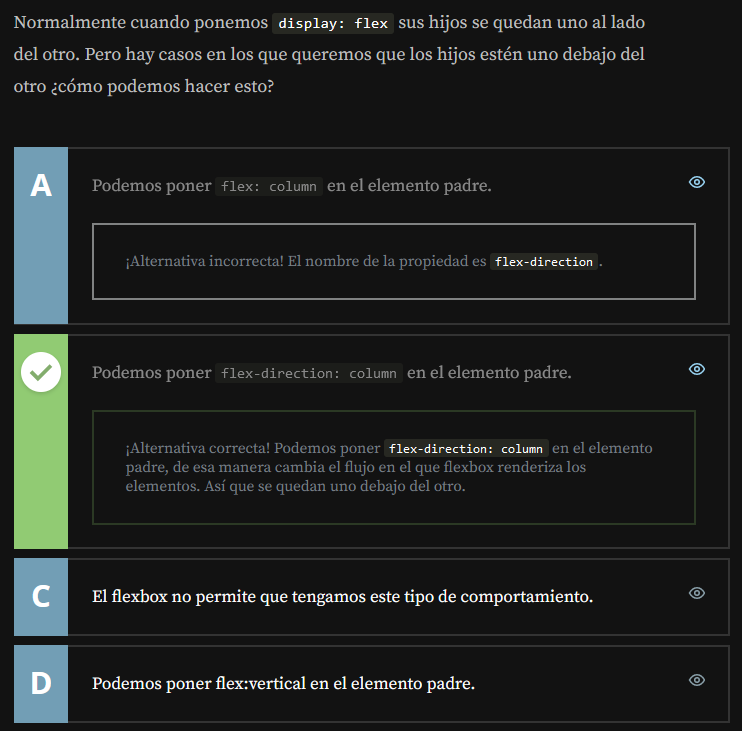 Normalmente cuando ponemos display: flex sus hijos se quedan uno al lado
del otro. Pero hay casos en los que queremos que los hijos estén uno debajo del
otro ¿cómo podemos hacer esto?
A
Podemos poner flex: column en el elemento padre.
¡Alternativa incorrecta! El nombre de la propiedad es flex-direction.
Podemos poner flex-direction: column en el elemento padre.
¡Alternativa correcta! Podemos poner flex-direction: column en el elemento
padre, de esa manera cambia el flujo en el que flexbox renderiza los
elementos. Así que se quedan uno debajo del otro.
C
El flexbox no permite que tengamos este tipo de comportamiento.
D
Podemos poner flex:vertical en el elemento padre.